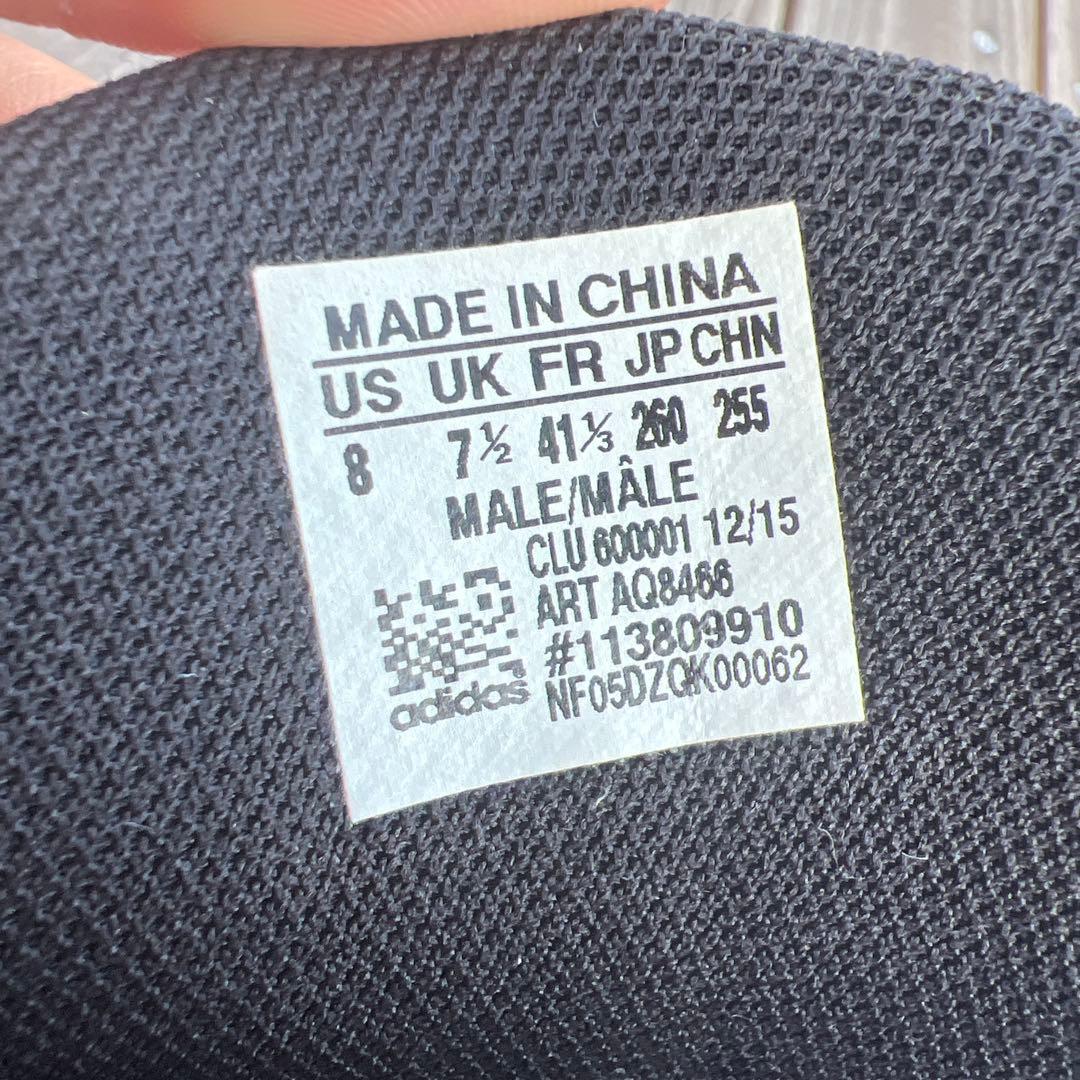 MADE IN CHINA
US UK FR JP CHN
8 7½ 41⅓ 260 255
MALE/MÂLE
CLU 600001 12/15
ART AQ8466
#113809910
NF05DZQK00062
adidas